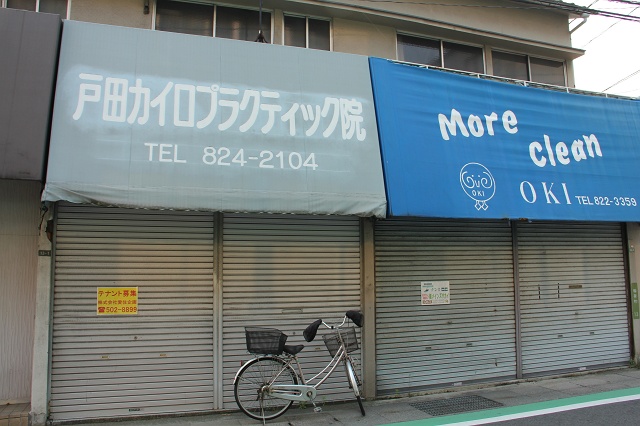 戸田カイロプラクティック院
TEL 824-2104
More
clean
OKI
OKI TEL 822-3359
テナント募集
☎502-8899